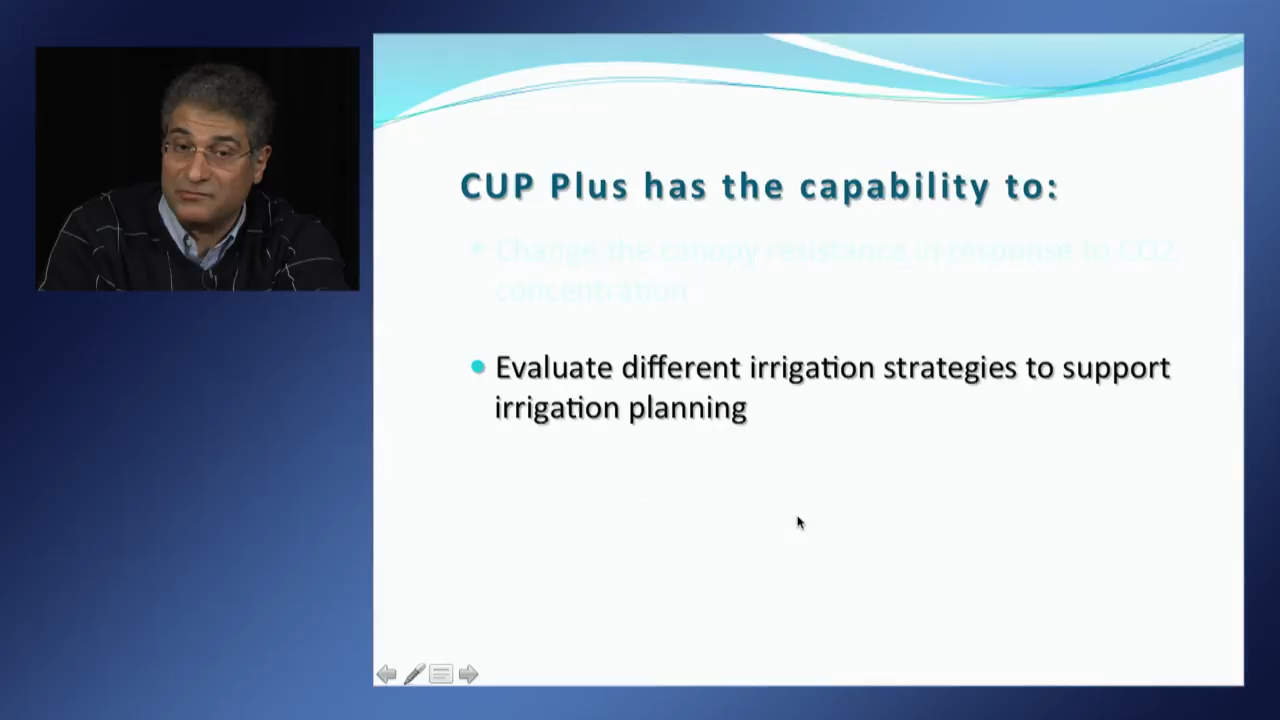 CUP Plus has the capability to:
Change the canopy resistance in response to CO2
concentration
Evaluate different irrigation strategies to support
irrigation planning